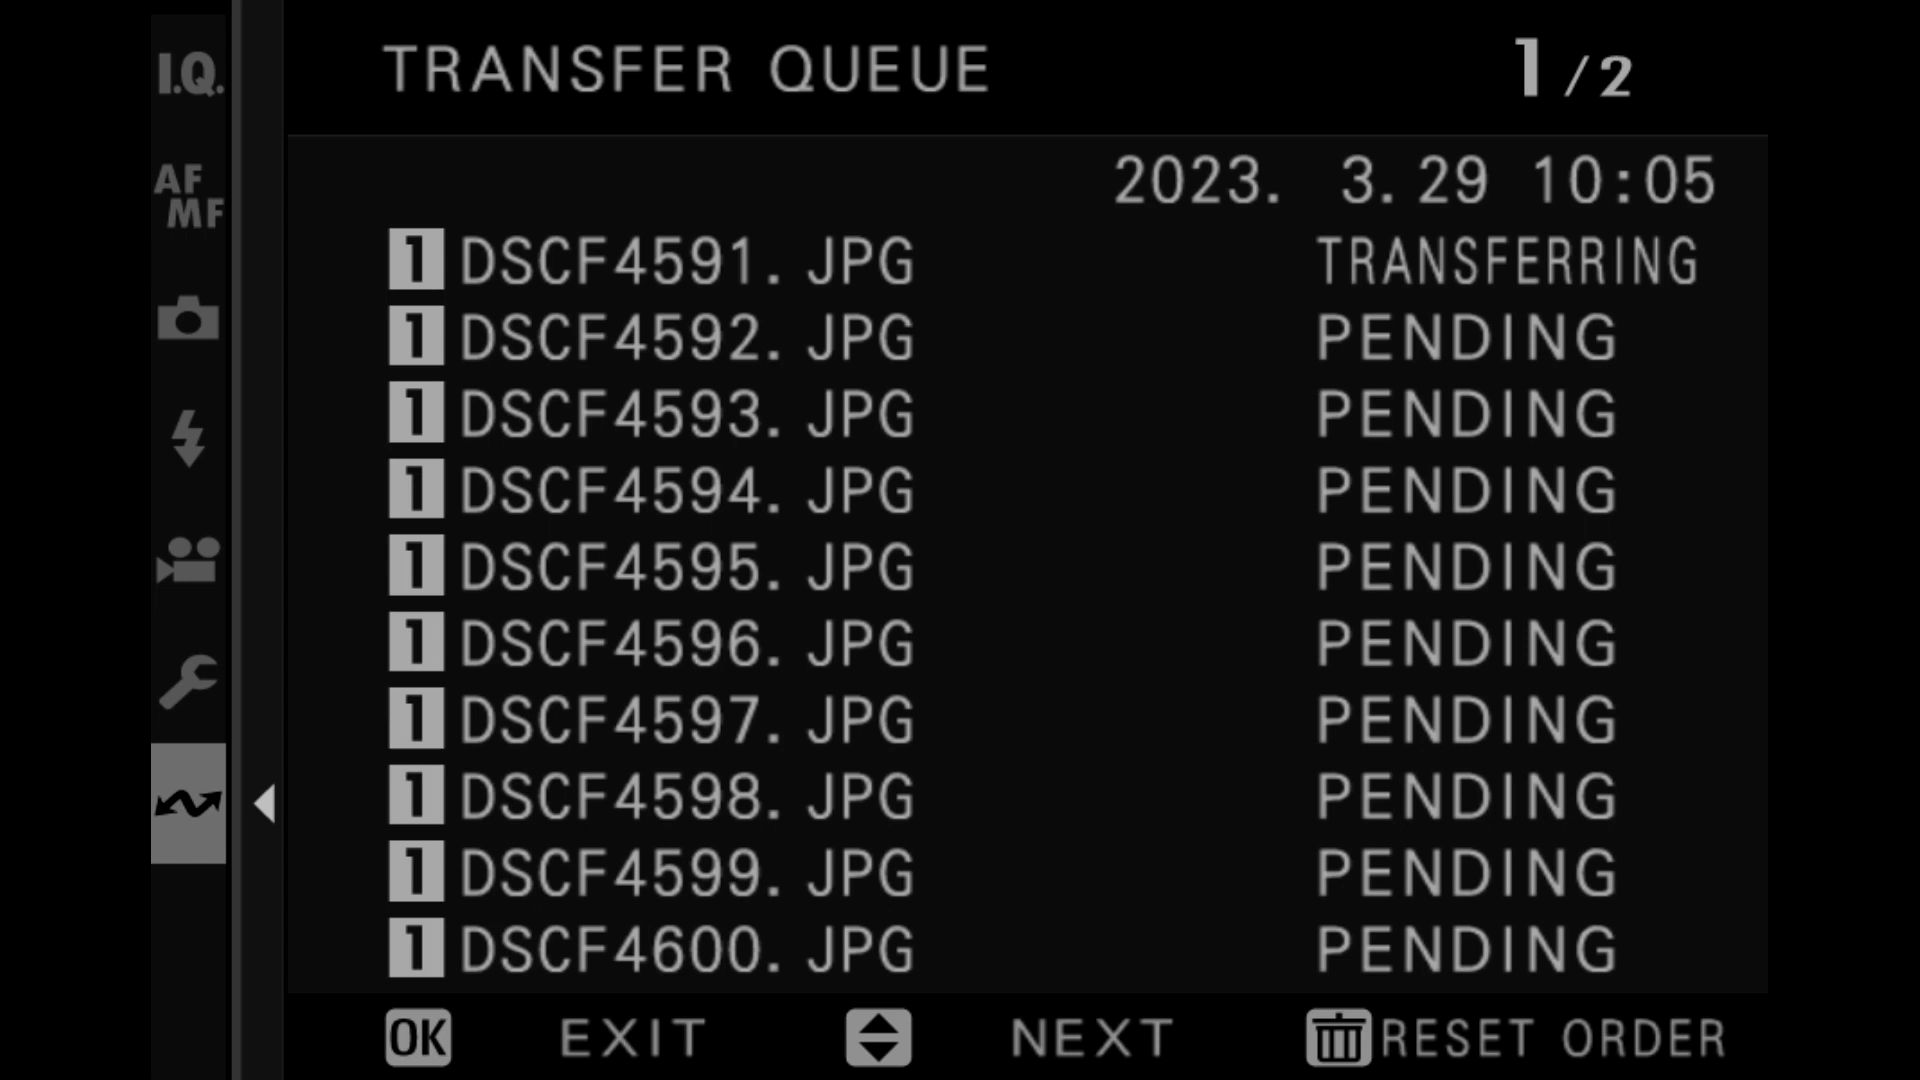 I.Q.
AF
MF
TRANSFER QUEUE 1/2
2023. 3.29 10:05
1 DSCF4591.JPG TRANSFERRING
1 DSCF4592.JPG PENDING
1 DSCF4593.JPG PENDING
1 DSCF4594.JPG PENDING
1 DSCF4595.JPG PENDING
1 DSCF4596.JPG PENDING
1 DSCF4597.JPG PENDING
1 DSCF4598.JPG PENDING
1 DSCF4599.JPG PENDING
1 DSCF4600.JPG PENDING
OK EXIT NEXT RESET ORDER